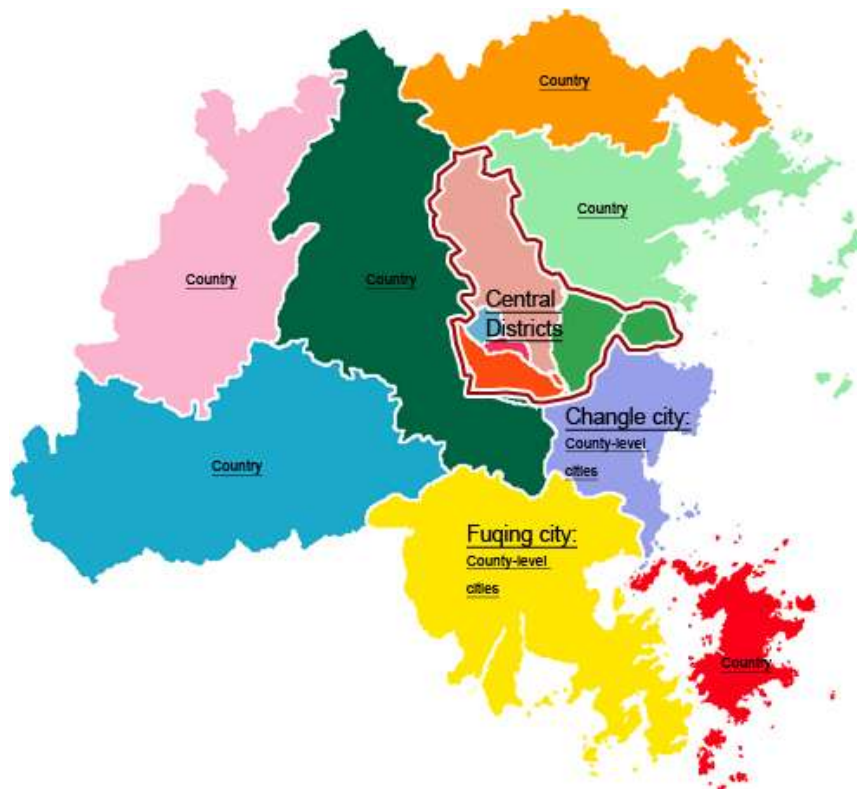 Country
Country
Country
Country
Central
Districts
Changle city:
County-level
cities
Country
Fuqing city:
County-level
cities
Country